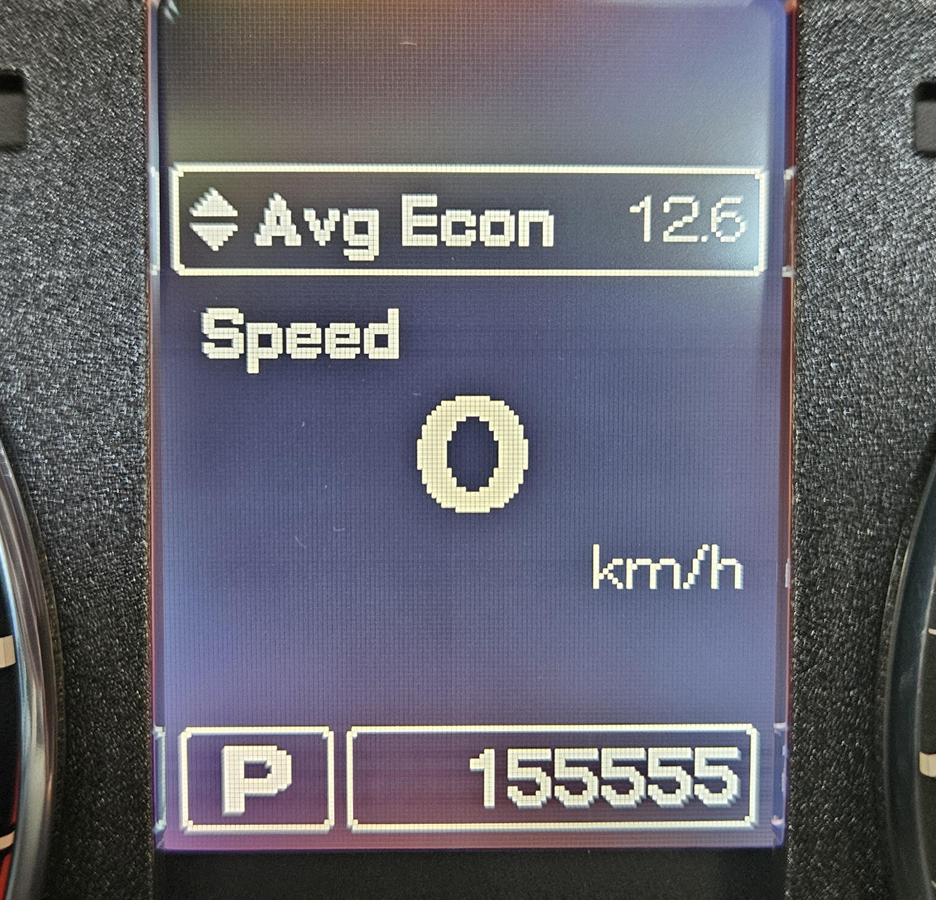 Avg Econ 12.6
Speed
0
km/h
P 155555